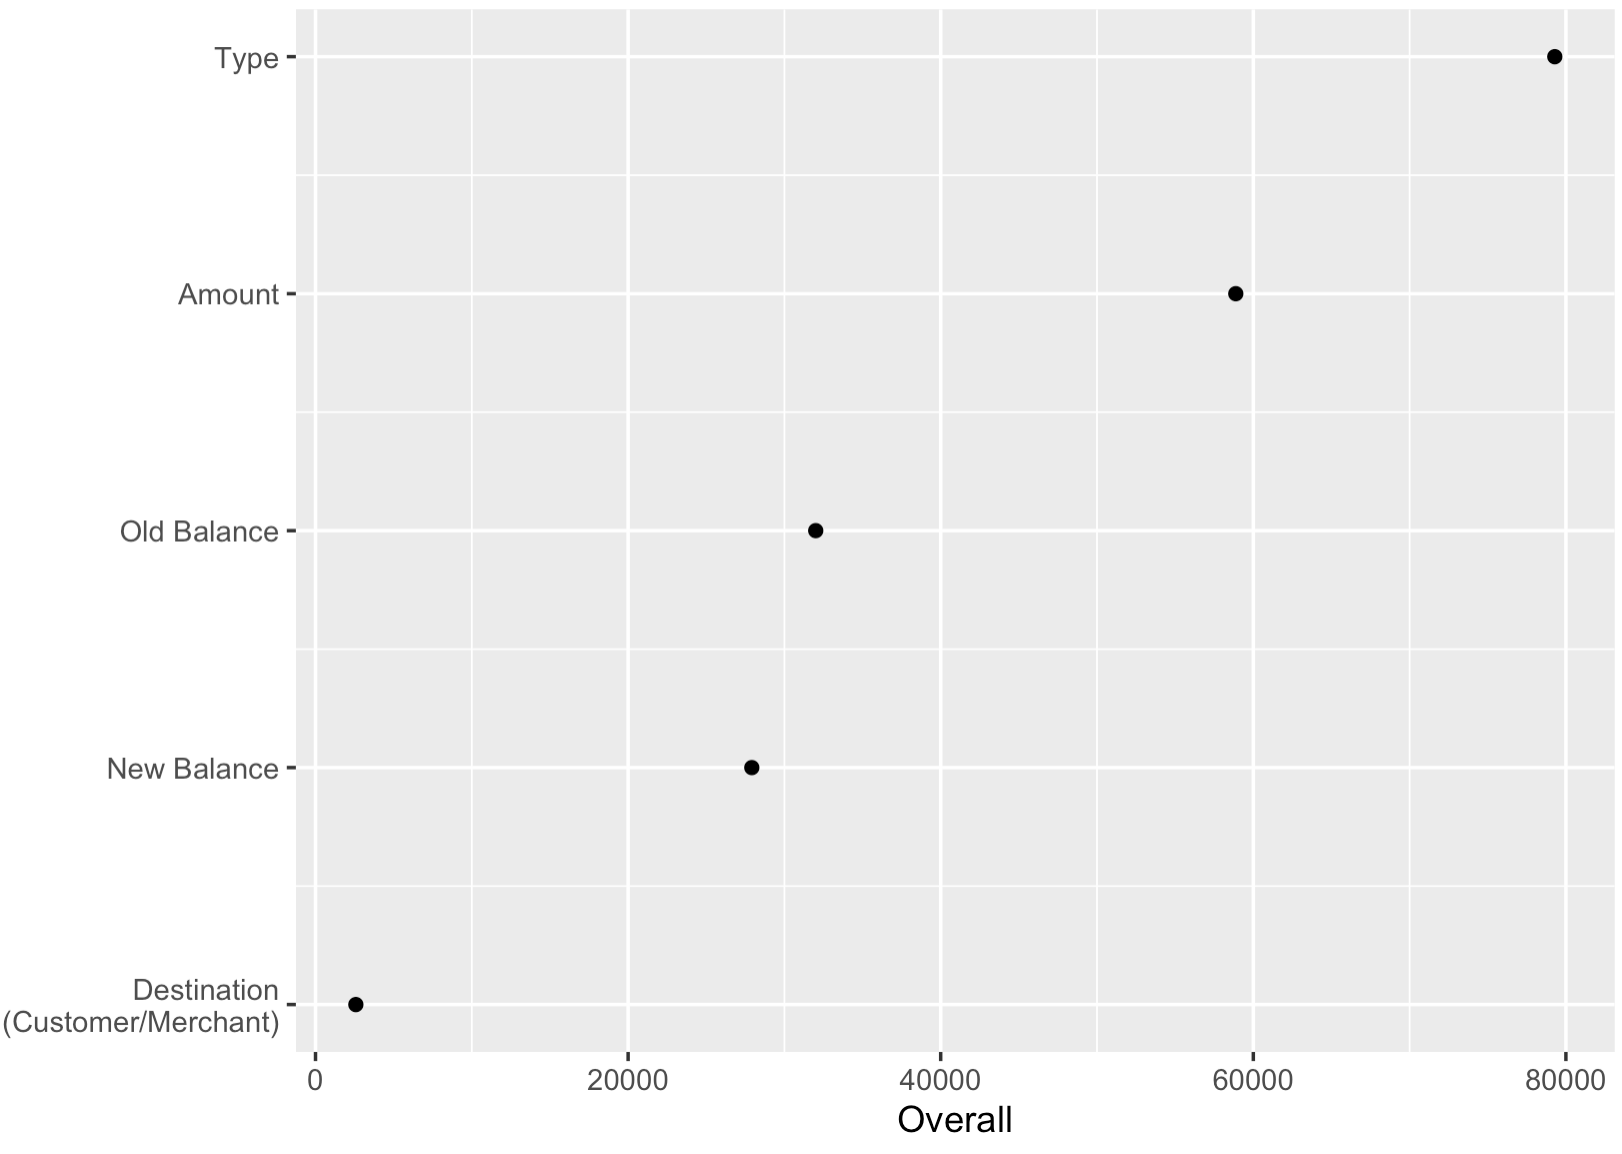 Type
Amount
Old Balance
New Balance
Destination
(Customer/Merchant)
0 20000 40000 60000 80000
Overall